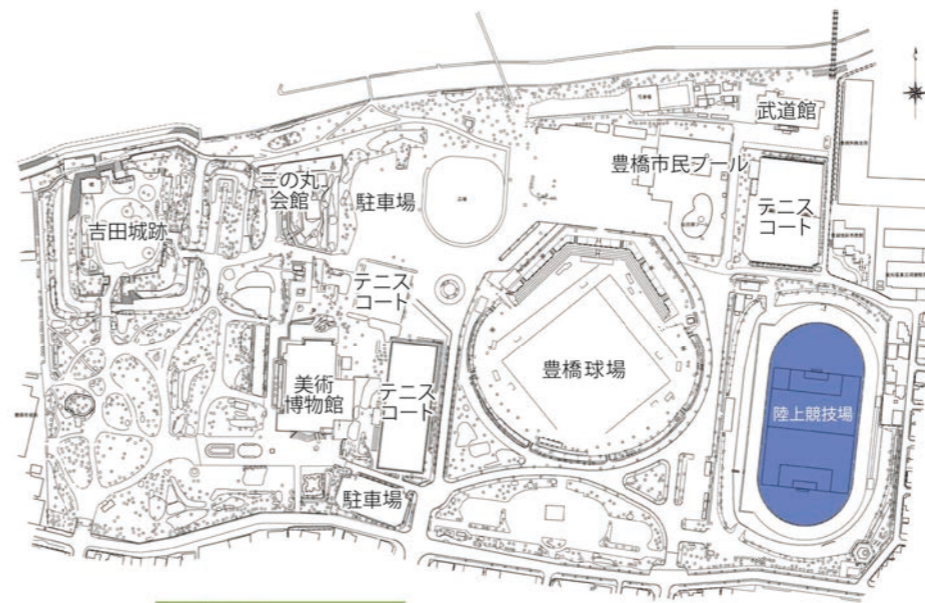 武道館
豊橋市民プール
三の丸
会館
駐車場
テニス
コート
吉田城跡
テニス
コート
豊橋球場
美術
博物館
テニス
コート
陸上競技場
駐車場